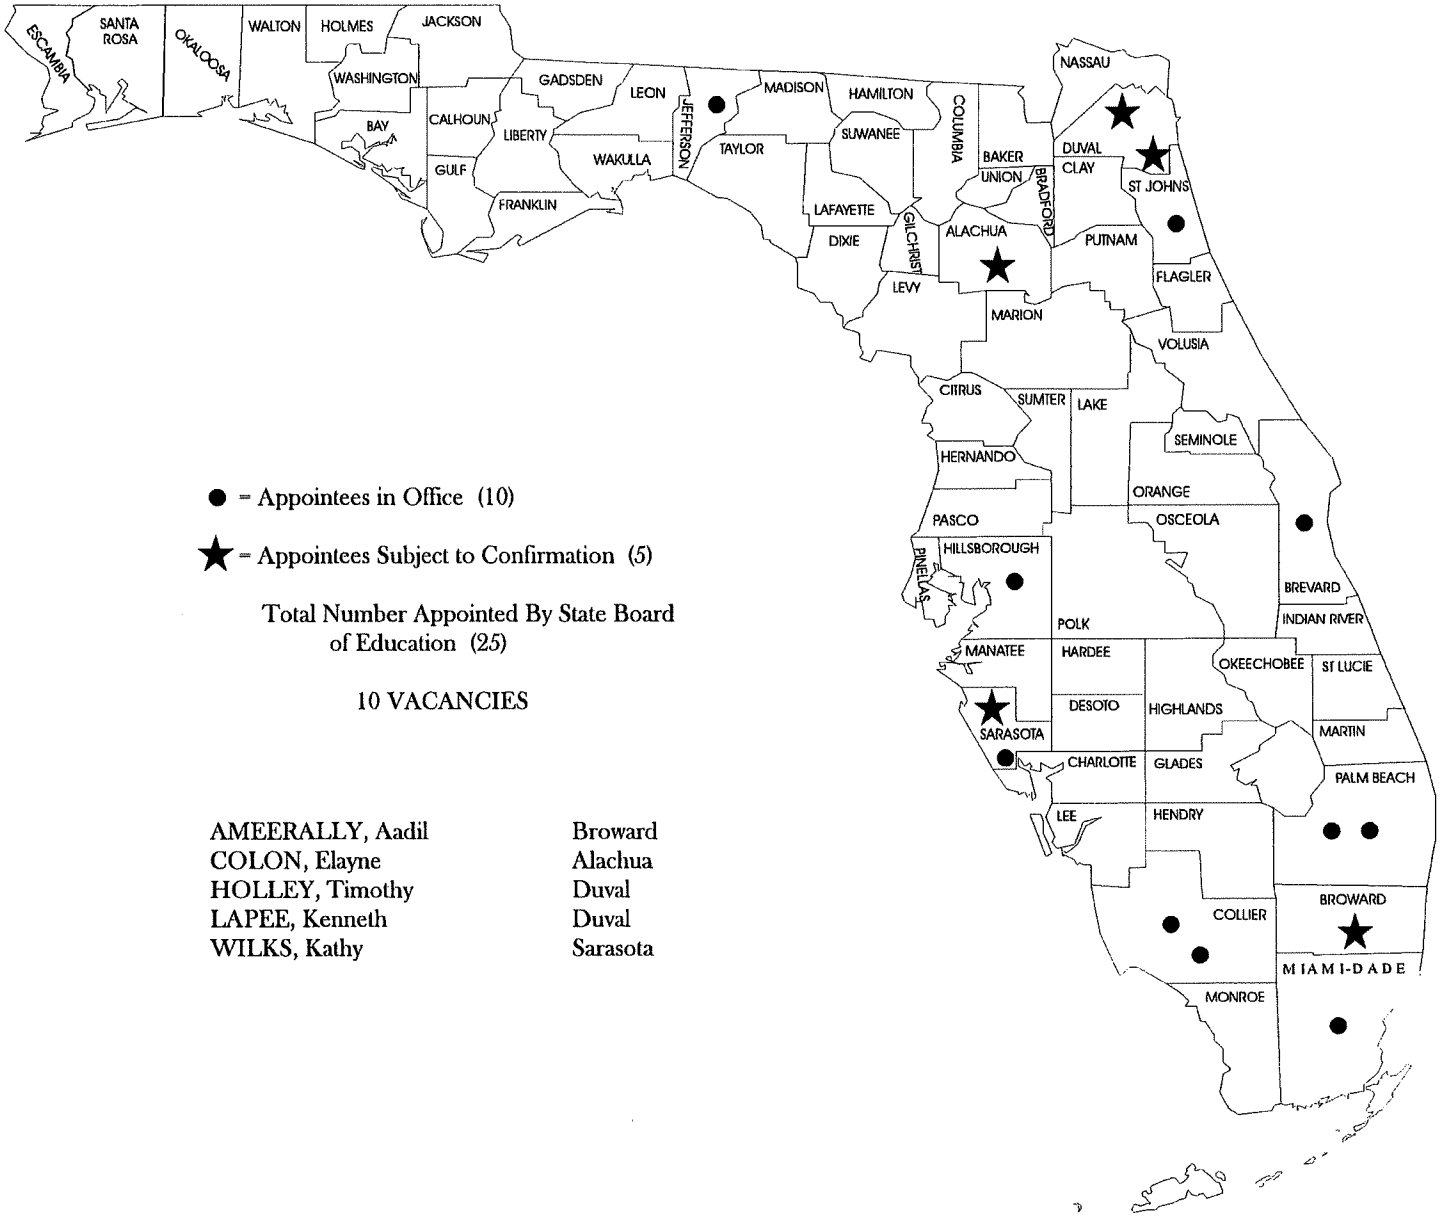 ESCAMBIA
SANTA
ROSA
OKALOOSA
WALTON
HOLMES
JACKSON
WASHINGTON
BAY
CALHOUN
GULF
GADSDEN
LIBERTY
FRANKLIN
LEON
WAKULLA
JEFFERSON
MADISON
TAYLOR
HAMILTON
SUWANEE
LAFAYETTE
DIXIE
GILCHRIST
COLUMBIA
BAKER
UNION
BRADFORD
ALACHUA
LEVY
NASSAU
DUVAL
CLAY
ST JOHNS
PUTNAM
FLAGLER
MARION
VOLUSIA
CITRUS
SUMTER
LAKE
SEMINOLE
HERNANDO
ORANGE
PASCO
OSCEOLA
PINELLAS
HILLSBOROUGH
POLK
BREVARD
INDIAN RIVER
MANATEE
HARDEE
OKEECHOBEE
ST LUCIE
DESOTO
HIGHLANDS
SARASOTA
MARTIN
CHARLOTTE
GLADES
PALM BEACH
LEE
HENDRY
COLLIER
BROWARD
MIAMI-DADE
MONROE
= Appointees in Office (10)
= Appointees Subject to Confirmation (5)
Total Number Appointed By State Board
of Education (25)
10 VACANCIES
AMEERALLY, Aadil Broward
COLON, Elayne Alachua
HOLLEY, Timothy Duval
LAPEE, Kenneth Duval
WILKS, Kathy Sarasota